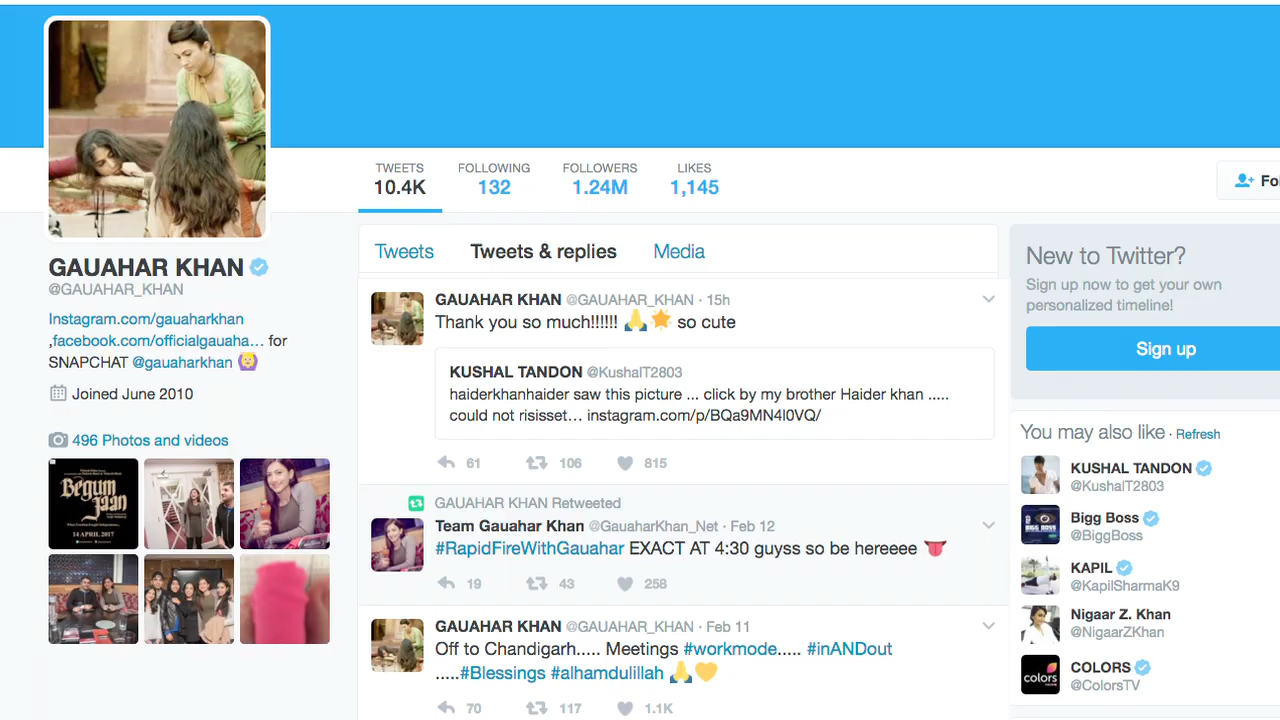 TWEETS FOLLOWING FOLLOWERS LIKES
10.4K 132 1.24M 1,145
GAUAHAR KHAN
@GAUAHAR_KHAN
Instagram.com/gauaharkhan
,facebook.com/officialgauaha… for
SNAPCHAT @gauaharkhan 🙆
Joined June 2010
496 Photos and videos
Begum
Jaan
14 APRIL 2017
Tweets Tweets & replies Media
GAUAHAR KHAN @GAUAHAR_KHAN · 15h
Thank you so much!!!!!! 🙏🌟 so cute
KUSHAL TANDON @KushalT2803
haiderkhanhaider saw this picture ... click by my brother Haider khan .....
could not risisset… instagram.com/p/BQa9MN4l0VQ/
61 106 815
GAUAHAR KHAN Retweeted
Team Gauahar Khan @GauaharKhan_Net · Feb 12
#RapidFireWithGauahar EXACT AT 4:30 guyss so be hereeee 👅
19 43 258
GAUAHAR KHAN @GAUAHAR_KHAN · Feb 11
Off to Chandigarh..... Meetings #workmode..... #inANDout
.....#Blessings #alhamdulillah 🙏💛
70 117 1.1K
Fol
New to Twitter?
Sign up now to get your own
personalized timeline!
Sign up
You may also like · Refresh
KUSHAL TANDON
@KushalT2803
BIGG BOSS
Bigg Boss
@BiggBoss
KAPIL
@KapilSharmaK9
Nigaar Z. Khan
@NigaarZKhan
colors
COLORS
@ColorsTV